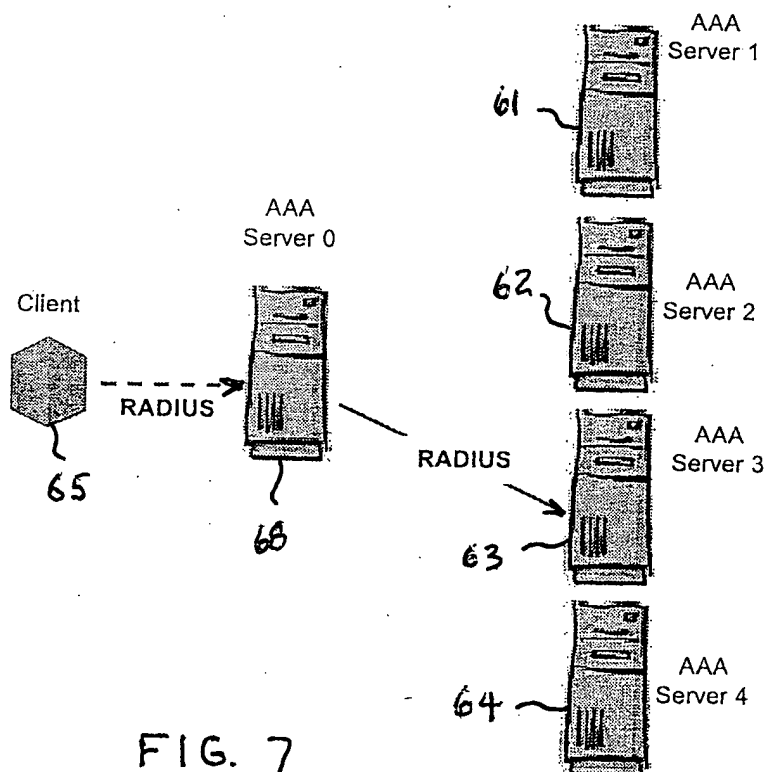 AAA
Server 1
61
AAA
Server 0
62
AAA
Server 2
Client
RADIUS
AAA
Server 3
RADIUS
65
68
63
AAA
Server 4
64
FIG. 7